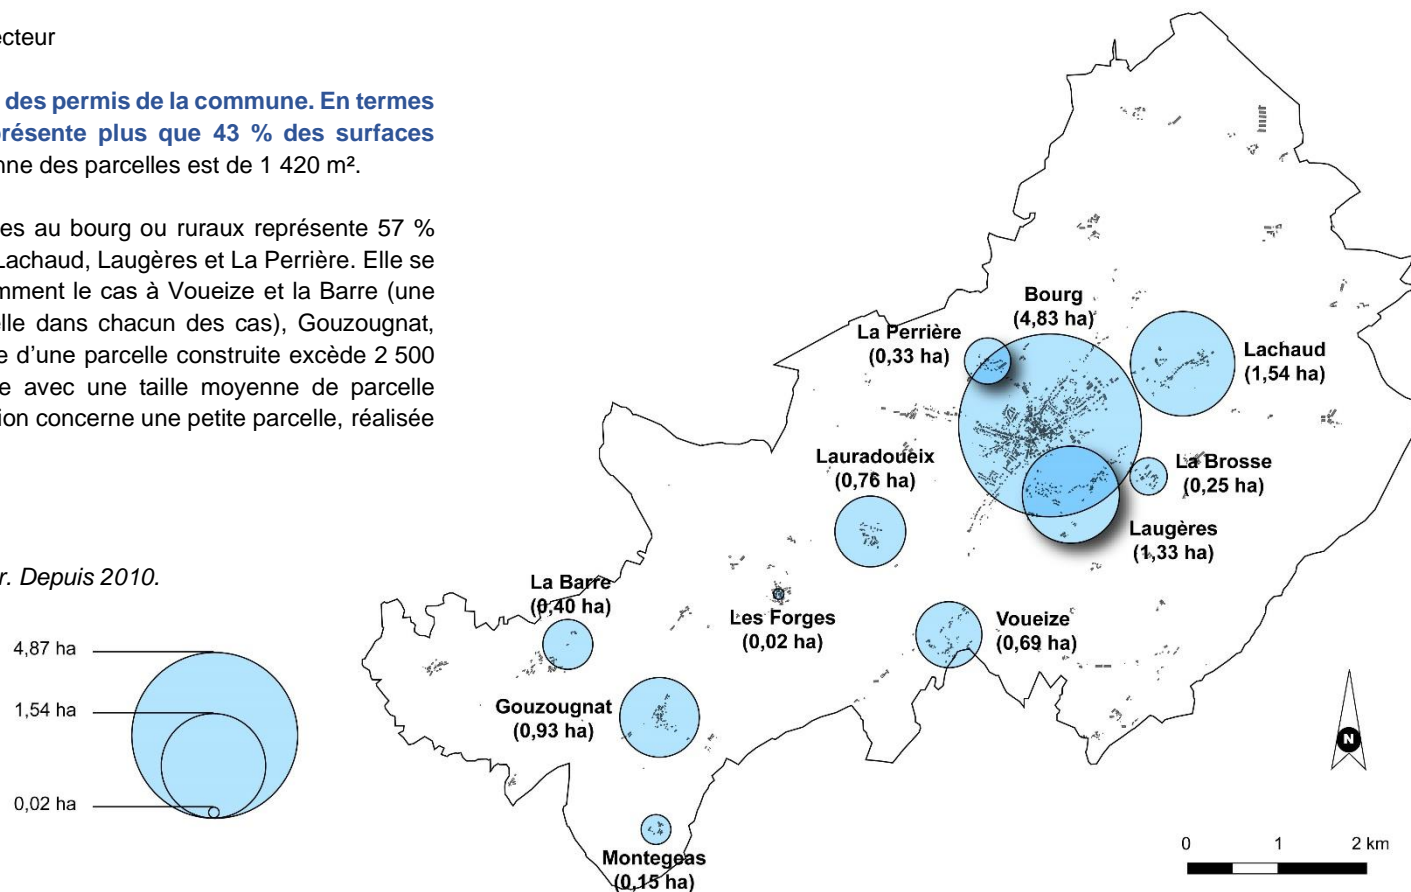 ecteur
des permis de la commune. En termes
présente plus que 43 % des surfaces
nne des parcelles est de 1 420 m².
es au bourg ou ruraux représente 57 %
Lachaud, Laugères et La Perrière. Elle se
mment le cas à Voueize et la Barre (une
elle dans chacun des cas), Gouzougnat,
e d’une parcelle construite excède 2 500
e avec une taille moyenne de parcelle
tion concerne une petite parcelle, réalisée
r. Depuis 2010.
4,87 ha
1,54 ha
0,02 ha
Bourg
(4,83 ha)
La Perrière
(0,33 ha)
Lachaud
(1,54 ha)
Lauradoueix
(0,76 ha)
La Brosse
(0,25 ha)
Laugères
(1,33 ha)
La Barre
(0,40 ha)
Les Forges
(0,02 ha)
Voueize
(0,69 ha)
Gouzougnat
(0,93 ha)
Montegeas
(0,15 ha)
N
0 1 2 km